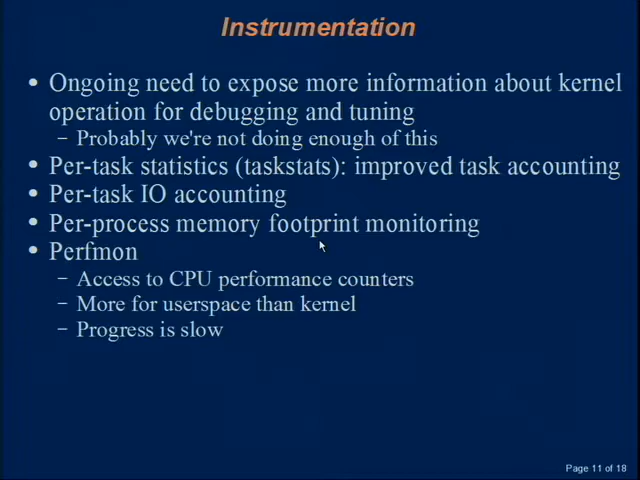 Instrumentation
• Ongoing need to expose more information about kernel
operation for debugging and tuning
– Probably we're not doing enough of this
• Per-task statistics (taskstats): improved task accounting
• Per-task IO accounting
• Per-process memory footprint monitoring
• Perfmon
– Access to CPU performance counters
– More for userspace than kernel
– Progress is slow
Page 11 of 18